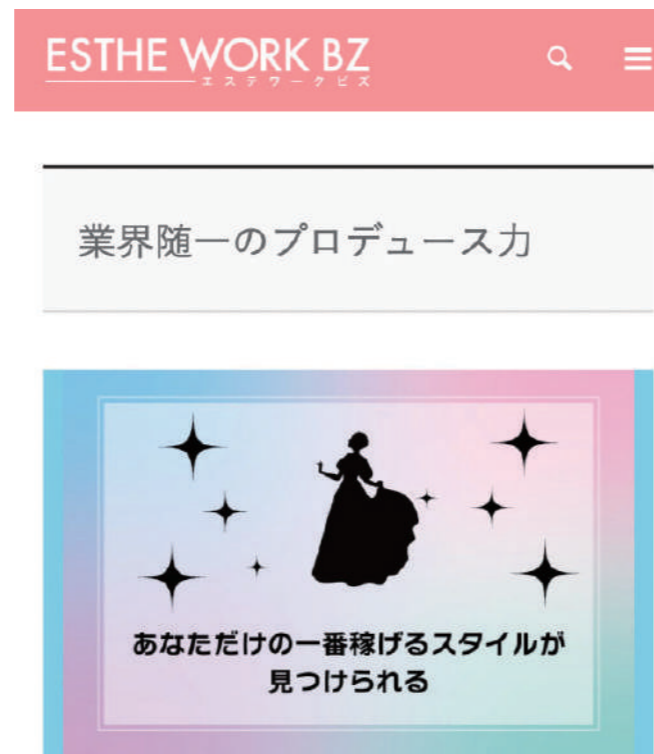 ESTHE WORK BZ
エステワークビズ
業界随一のプロデュース力
あなただけの一番稼げるスタイルが
見つけられる